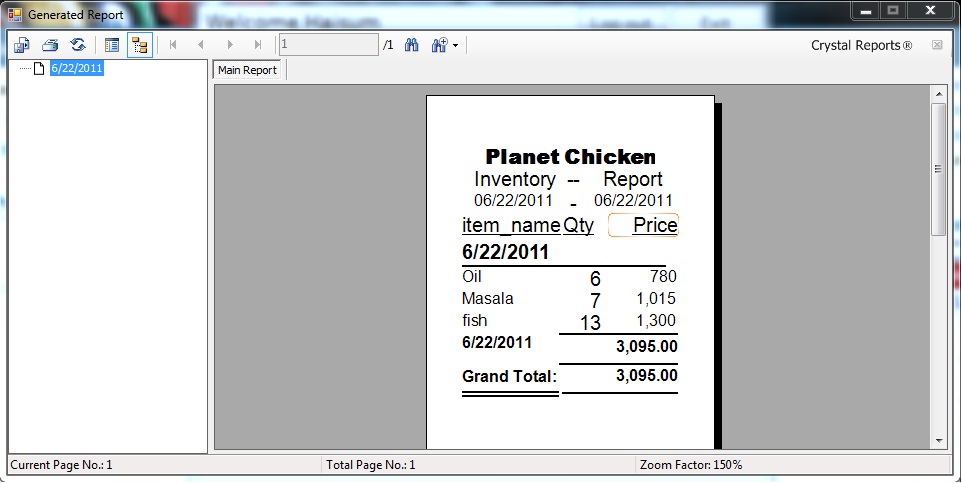 Generated Report
Welcome Haisum
Log out
Exit
1 /1
Crystal Reports®
6/22/2011
Main Report
Planet Chicken
Inventory -- Report
06/22/2011 - 06/22/2011
item_name Qty Price
6/22/2011
Oil 6 780
Masala 7 1,015
fish 13 1,300
6/22/2011 3,095.00
Grand Total: 3,095.00
Current Page No.: 1 Total Page No.: 1 Zoom Factor: 150%